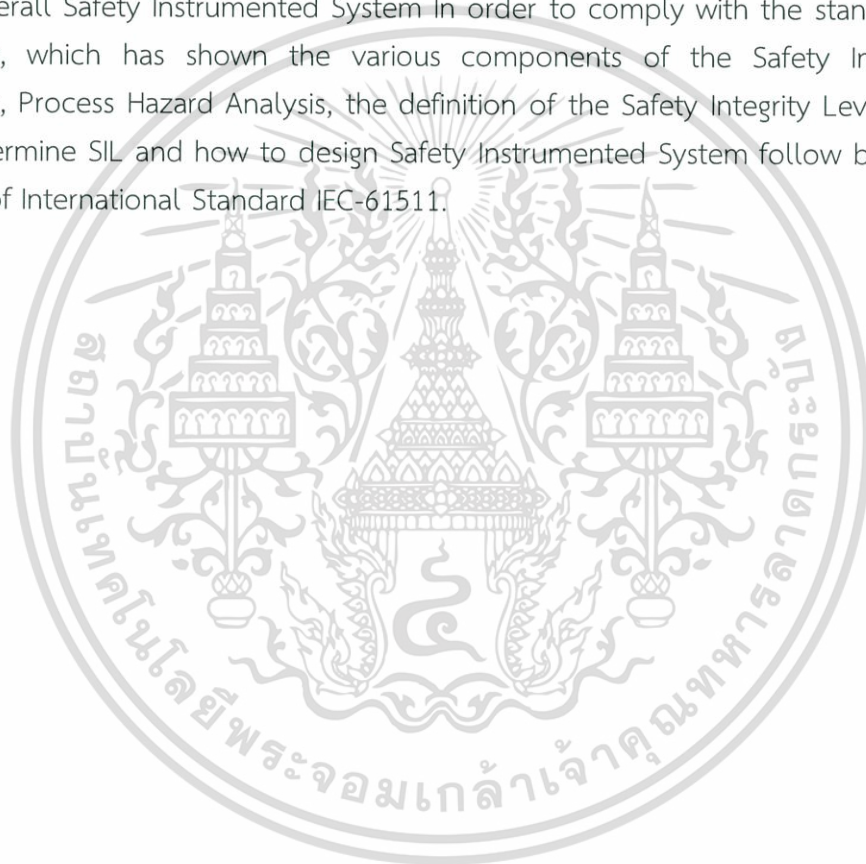 erall Safety Instrumented System In order to comply with the stan
, which has shown the various components of the Safety In
, Process Hazard Analysis, the definition of the Safety Integrity Lev
ermine SIL and how to design Safety Instrumented System follow b
of International Standard IEC-61511.
๔
สถาบันเทคโนโลยีพระจอมเกล้าเจ้าคุณทหารลาดกระบัง